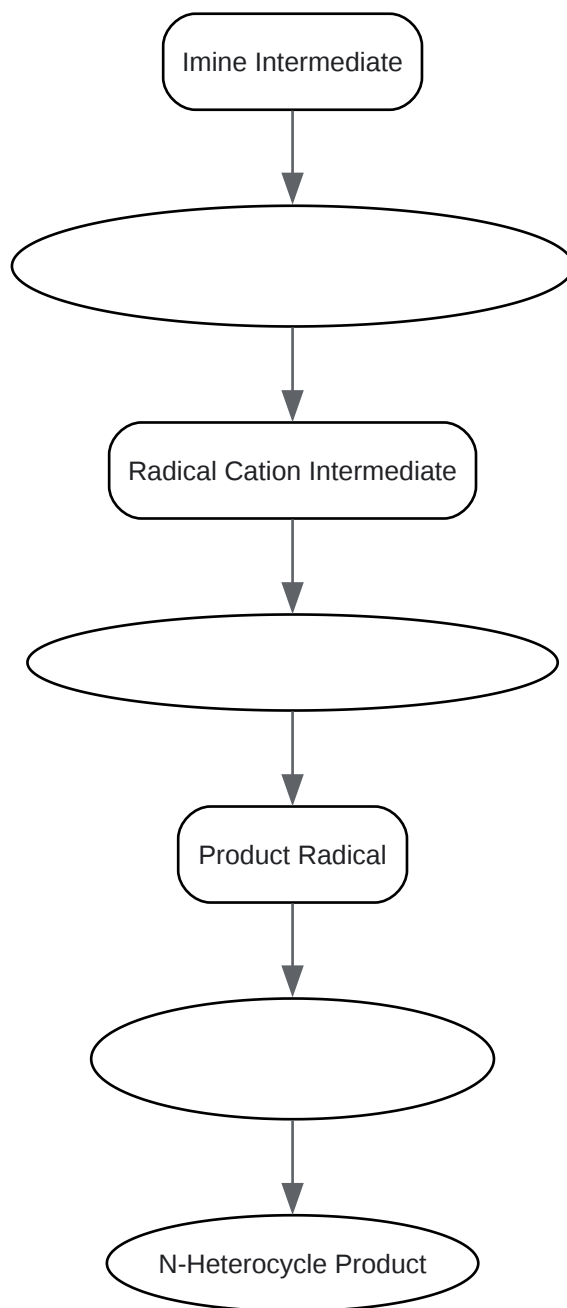 Imine Intermediate
Radical Cation Intermediate
Product Radical
N-Heterocycle Product